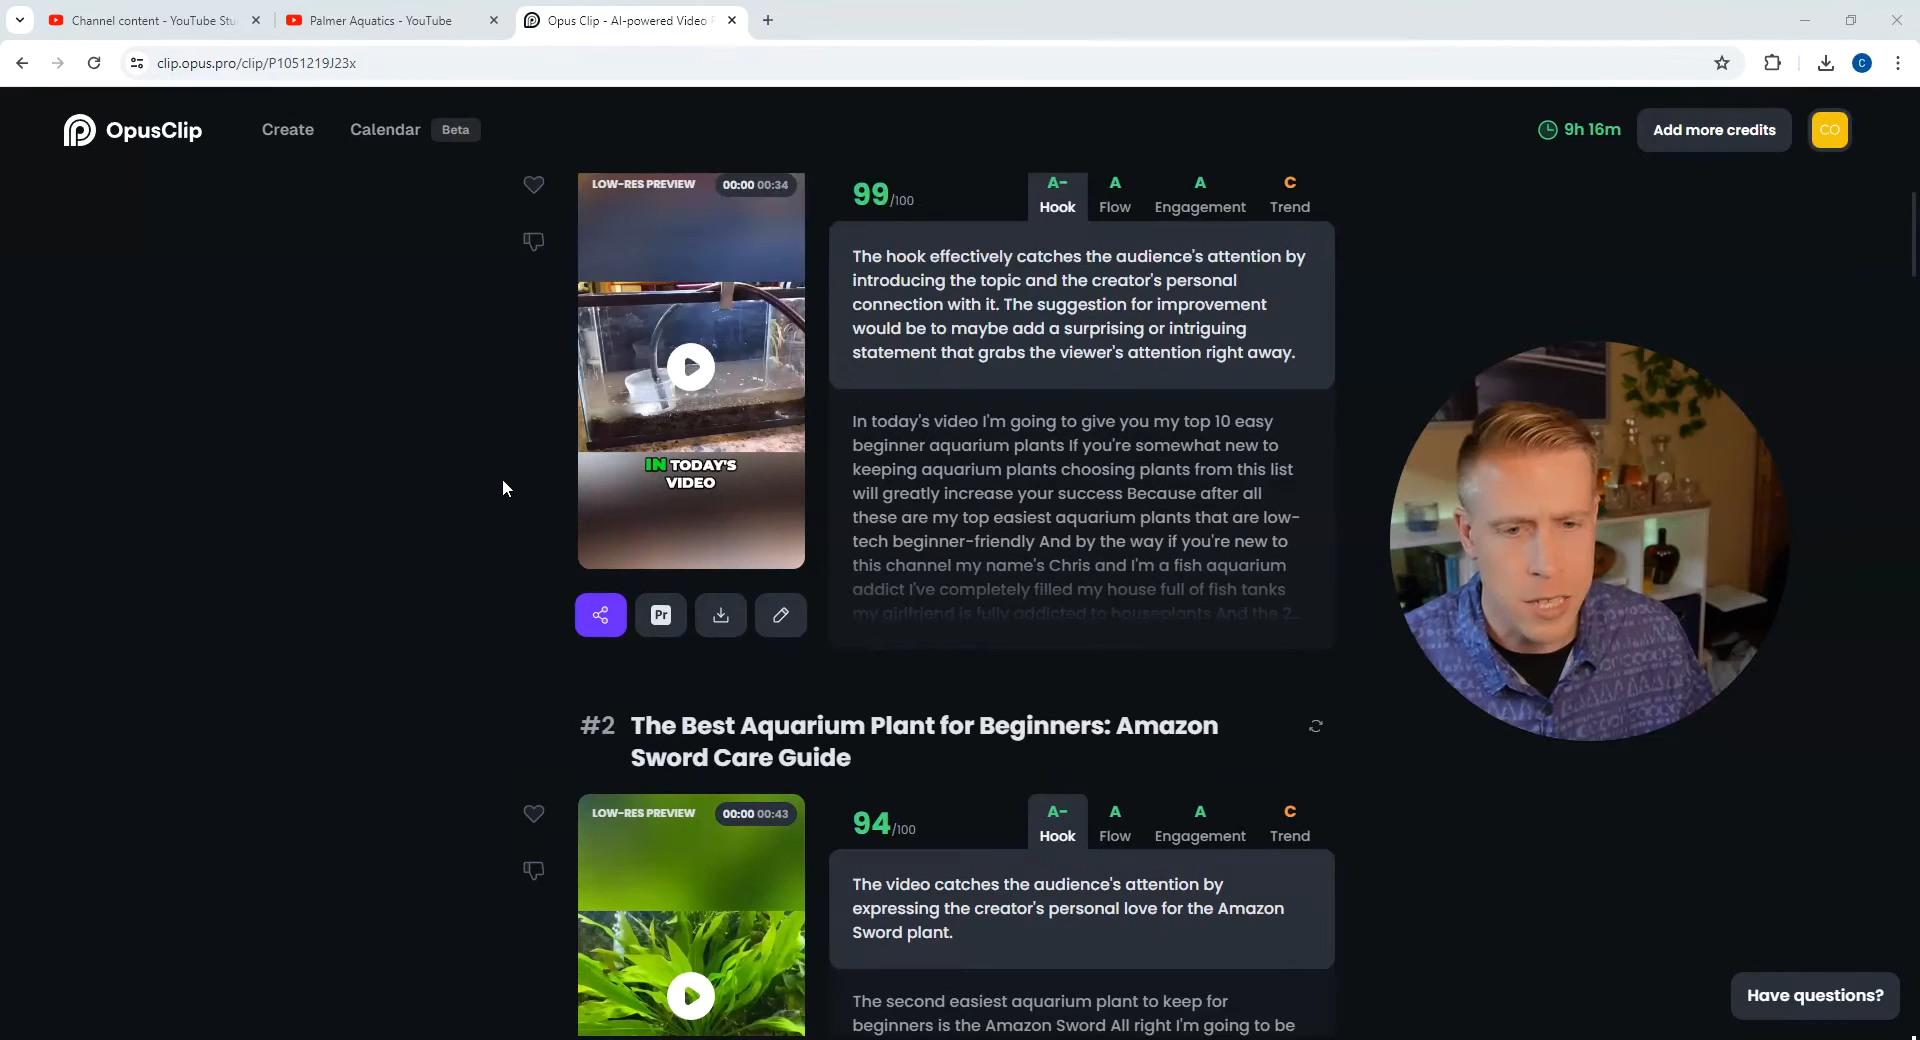 Channel content - YouTube Stu
Palmer Aquatics - YouTube
Opus Clip - AI-powered Video
clip.opus.pro/clip/P1051219J23x
C
OpusClip
Create
Calendar
Beta
9h 16m
Add more credits
CO
LOW-RES PREVIEW
00:00 00:34
IN TODAY'S
VIDEO
Pr
99/100
A-
Hook
A
Flow
A
Engagement
C
Trend
The hook effectively catches the audience's attention by
introducing the topic and the creator's personal
connection with it. The suggestion for improvement
would be to maybe add a surprising or intriguing
statement that grabs the viewer's attention right away.
In today's video I'm going to give you my top 10 easy
beginner aquarium plants If you're somewhat new to
keeping aquarium plants choosing plants from this list
will greatly increase your success Because after all
these are my top easiest aquarium plants that are low-
tech beginner-friendly And by the way if you're new to
this channel my name's Chris and I'm a fish aquarium
addict I've completely filled my house full of fish tanks
my girlfriend is fully addicted to houseplants And the 2...
#2 The Best Aquarium Plant for Beginners: Amazon
Sword Care Guide
LOW-RES PREVIEW
00:00 00:43
94/100
A-
Hook
A
Flow
A
Engagement
C
Trend
The video catches the audience's attention by
expressing the creator's personal love for the Amazon
Sword plant.
The second easiest aquarium plant to keep for
beginners is the Amazon Sword All right I'm going to be
Have questions?